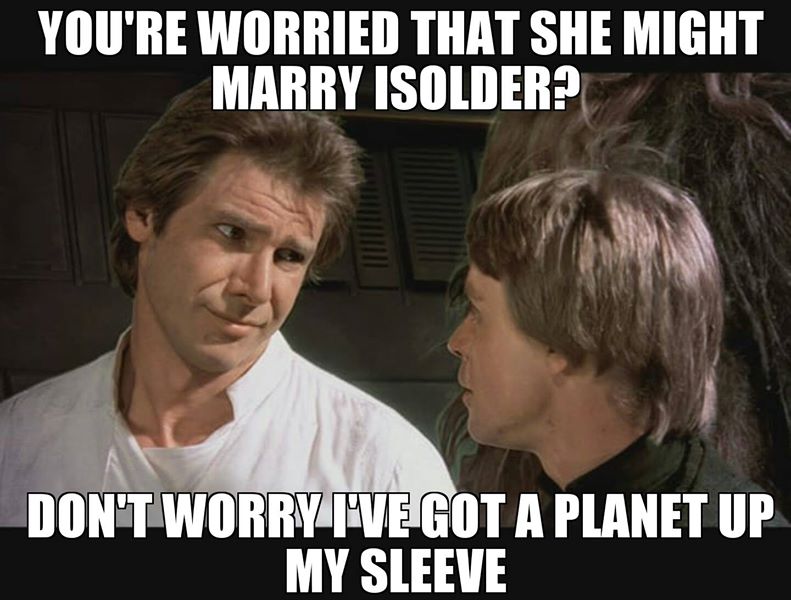 YOU'RE WORRIED THAT SHE MIGHT
MARRY ISOLDER?
DON'T WORRY I'VE GOT A PLANET UP
MY SLEEVE